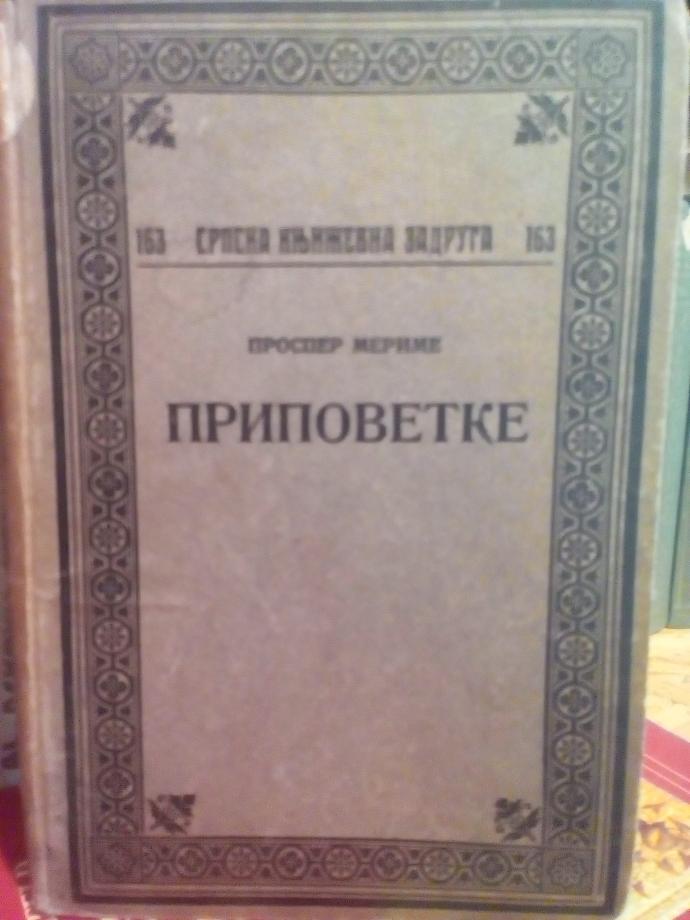 163 СРПСКА КЊИЖЕВНА ЗАДРУГА 163
ПРОСПЕР МЕРИМЕ
ПРИПОВЕТКЕ